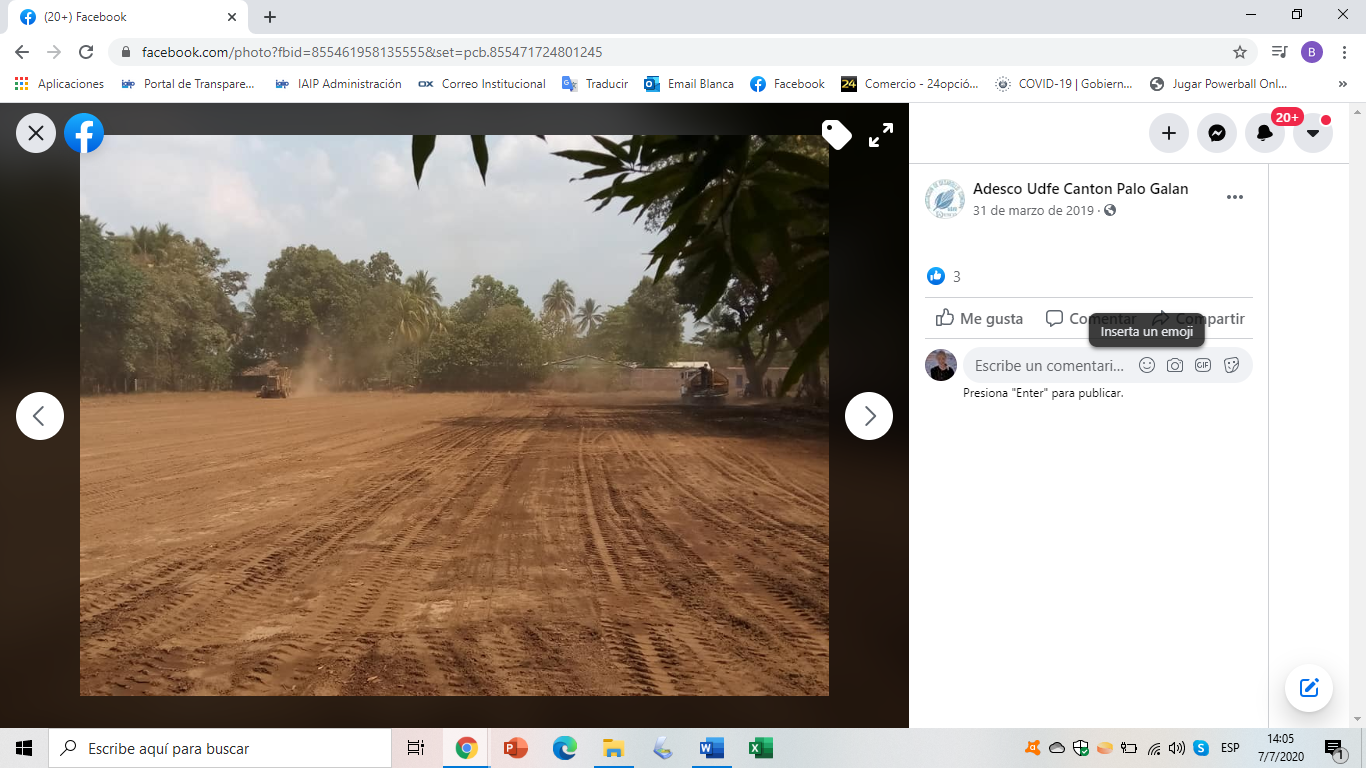 (20+) Facebook
facebook.com/photo?fbid=855461958135555&set=pcb.855471724801245
B
Aplicaciones
Portal de Transpare...
IAIP Administración
Correo Institucional
Traducir
Email Blanca
Facebook
24
Comercio - 24opció...
COVID-19 | Gobiern...
Jugar Powerball Onl...
20+
Adesco Udfe Canton Palo Galan
31 de marzo de 2019 ·
3
Me gusta
Comentar
Compartir
Inserta un emoji
Escribe un comentari...
GIF
Presiona "Enter" para publicar.
Escribe aquí para buscar
ESP
14:05
7/7/2020
1